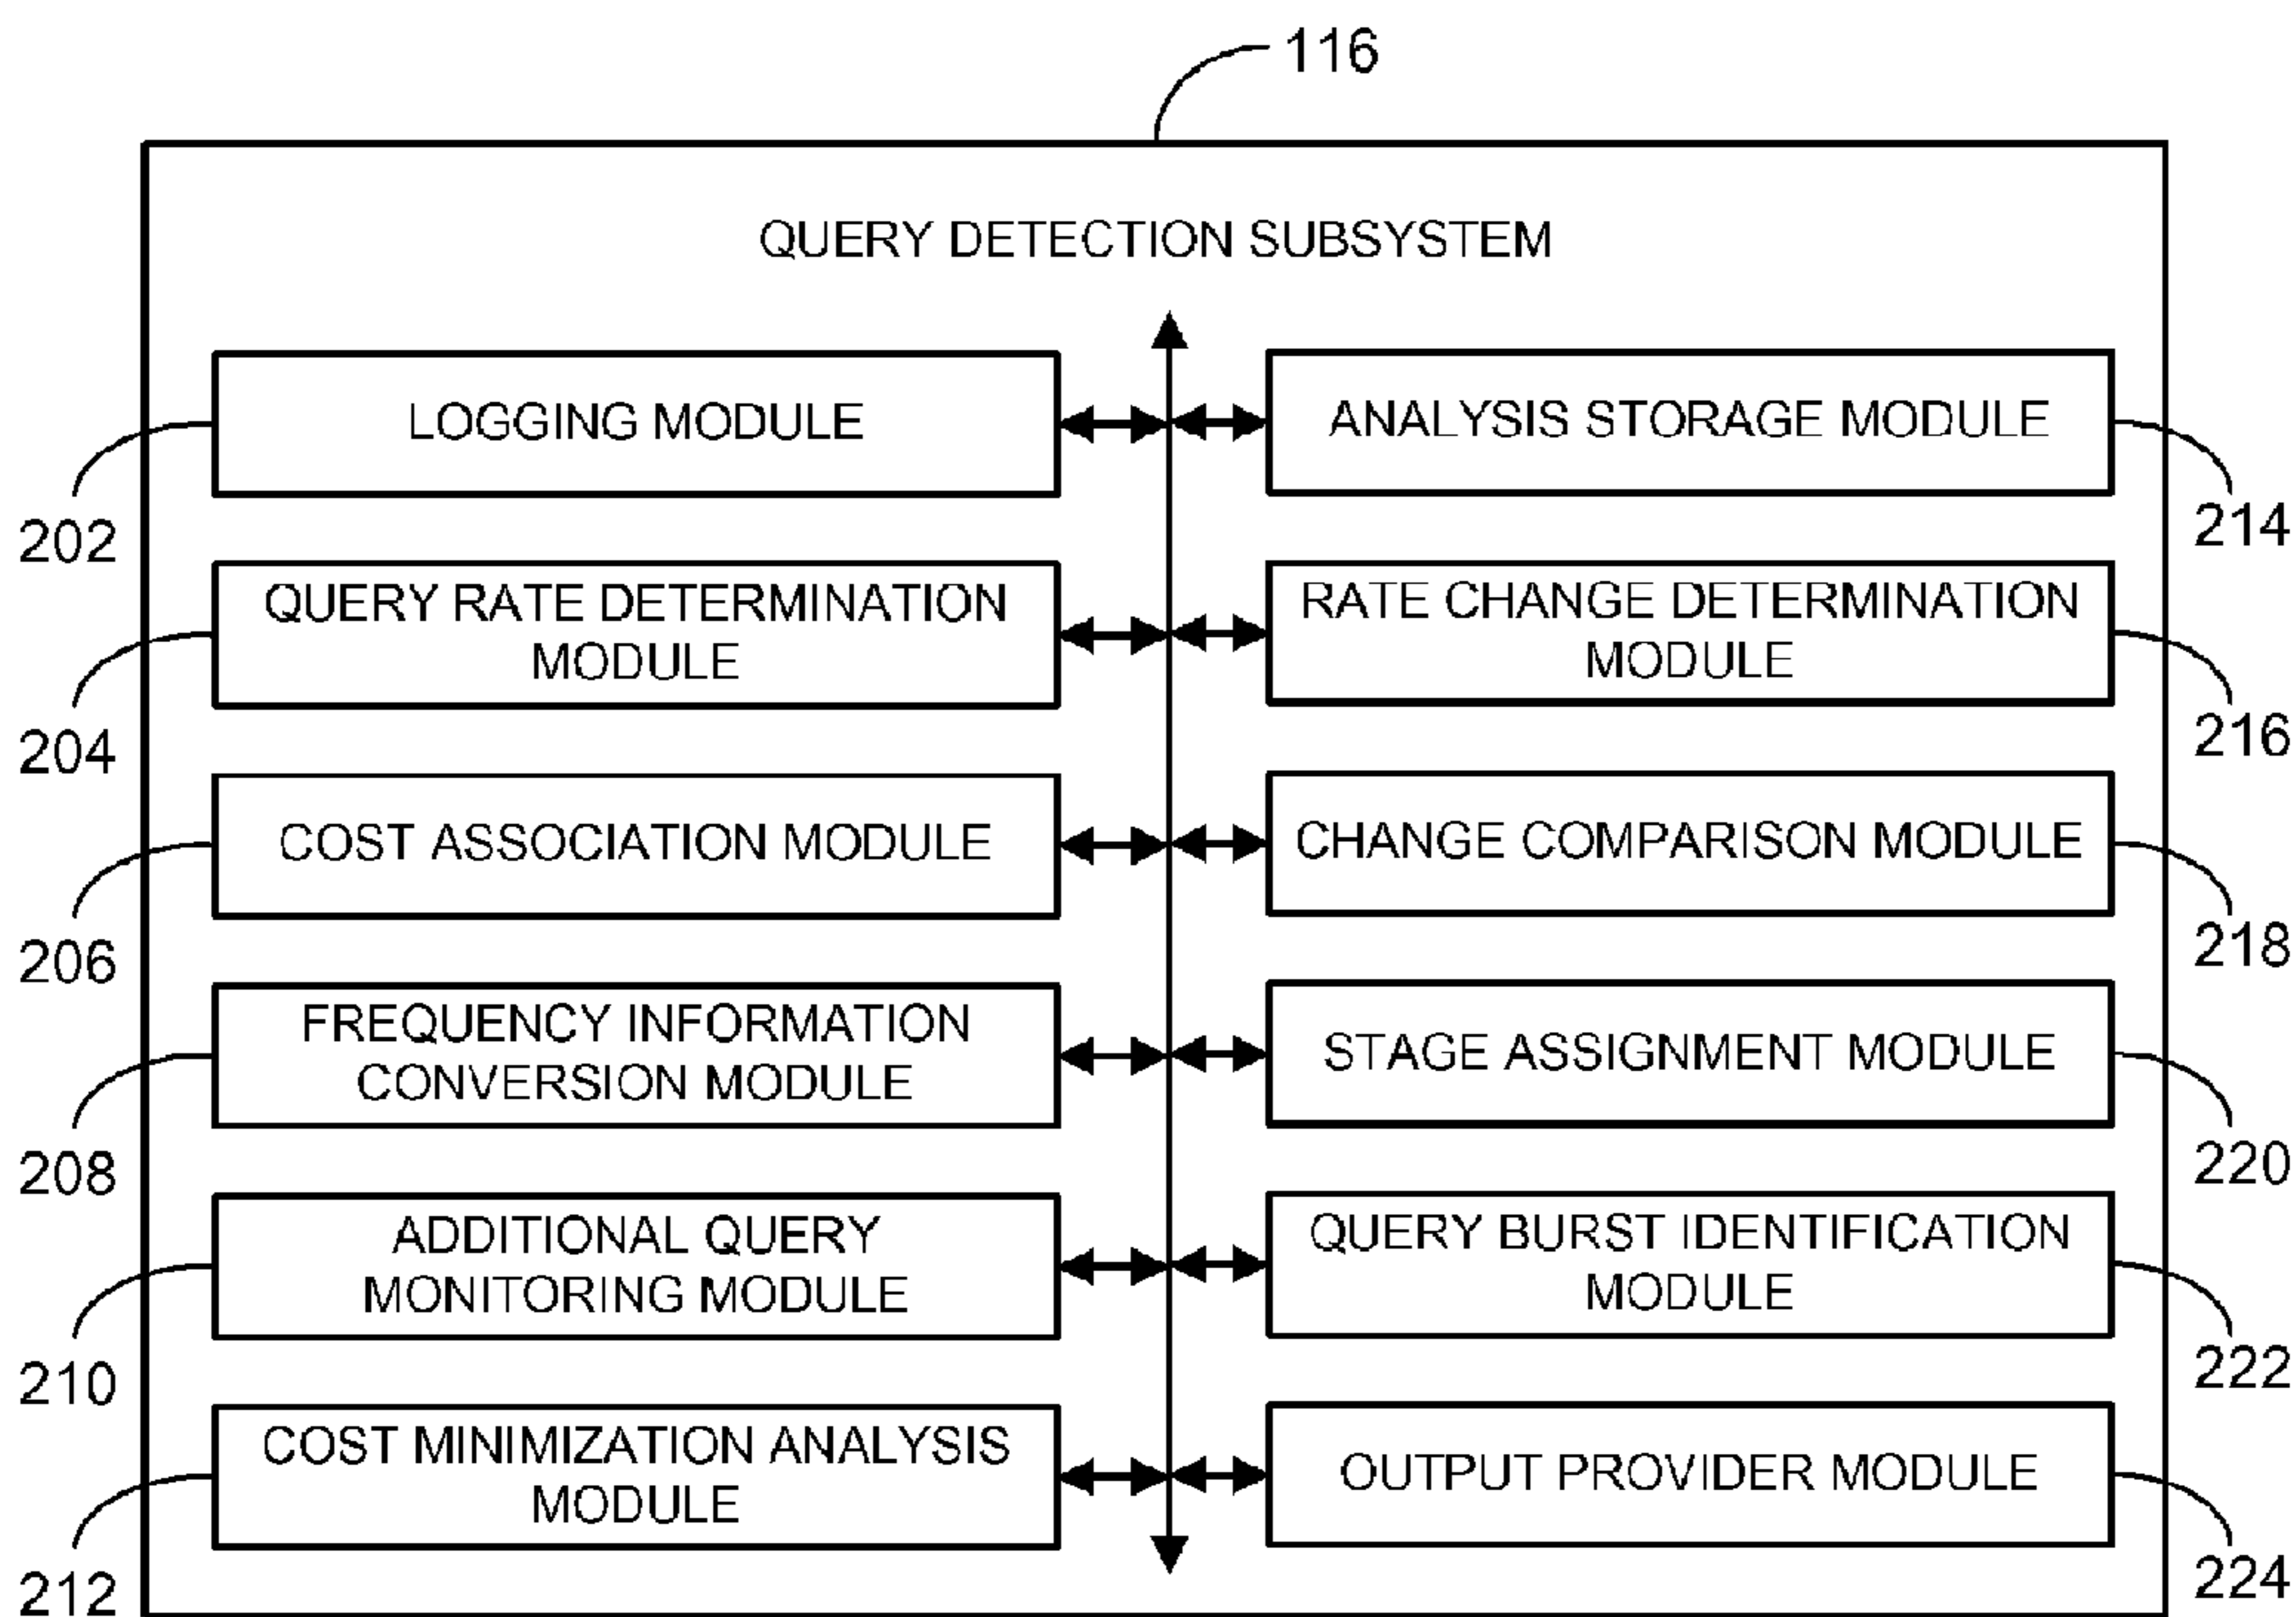 116
QUERY DETECTION SUBSYSTEM
LOGGING MODULE
202
QUERY RATE DETERMINATION
MODULE
204
COST ASSOCIATION MODULE
206
FREQUENCY INFORMATION
CONVERSION MODULE
208
ADDITIONAL QUERY
MONITORING MODULE
210
COST MINIMIZATION ANALYSIS
MODULE
212
ANALYSIS STORAGE MODULE
214
RATE CHANGE DETERMINATION
MODULE
216
CHANGE COMPARISON MODULE
218
STAGE ASSIGNMENT MODULE
220
QUERY BURST IDENTIFICATION
MODULE
222
OUTPUT PROVIDER MODULE
224